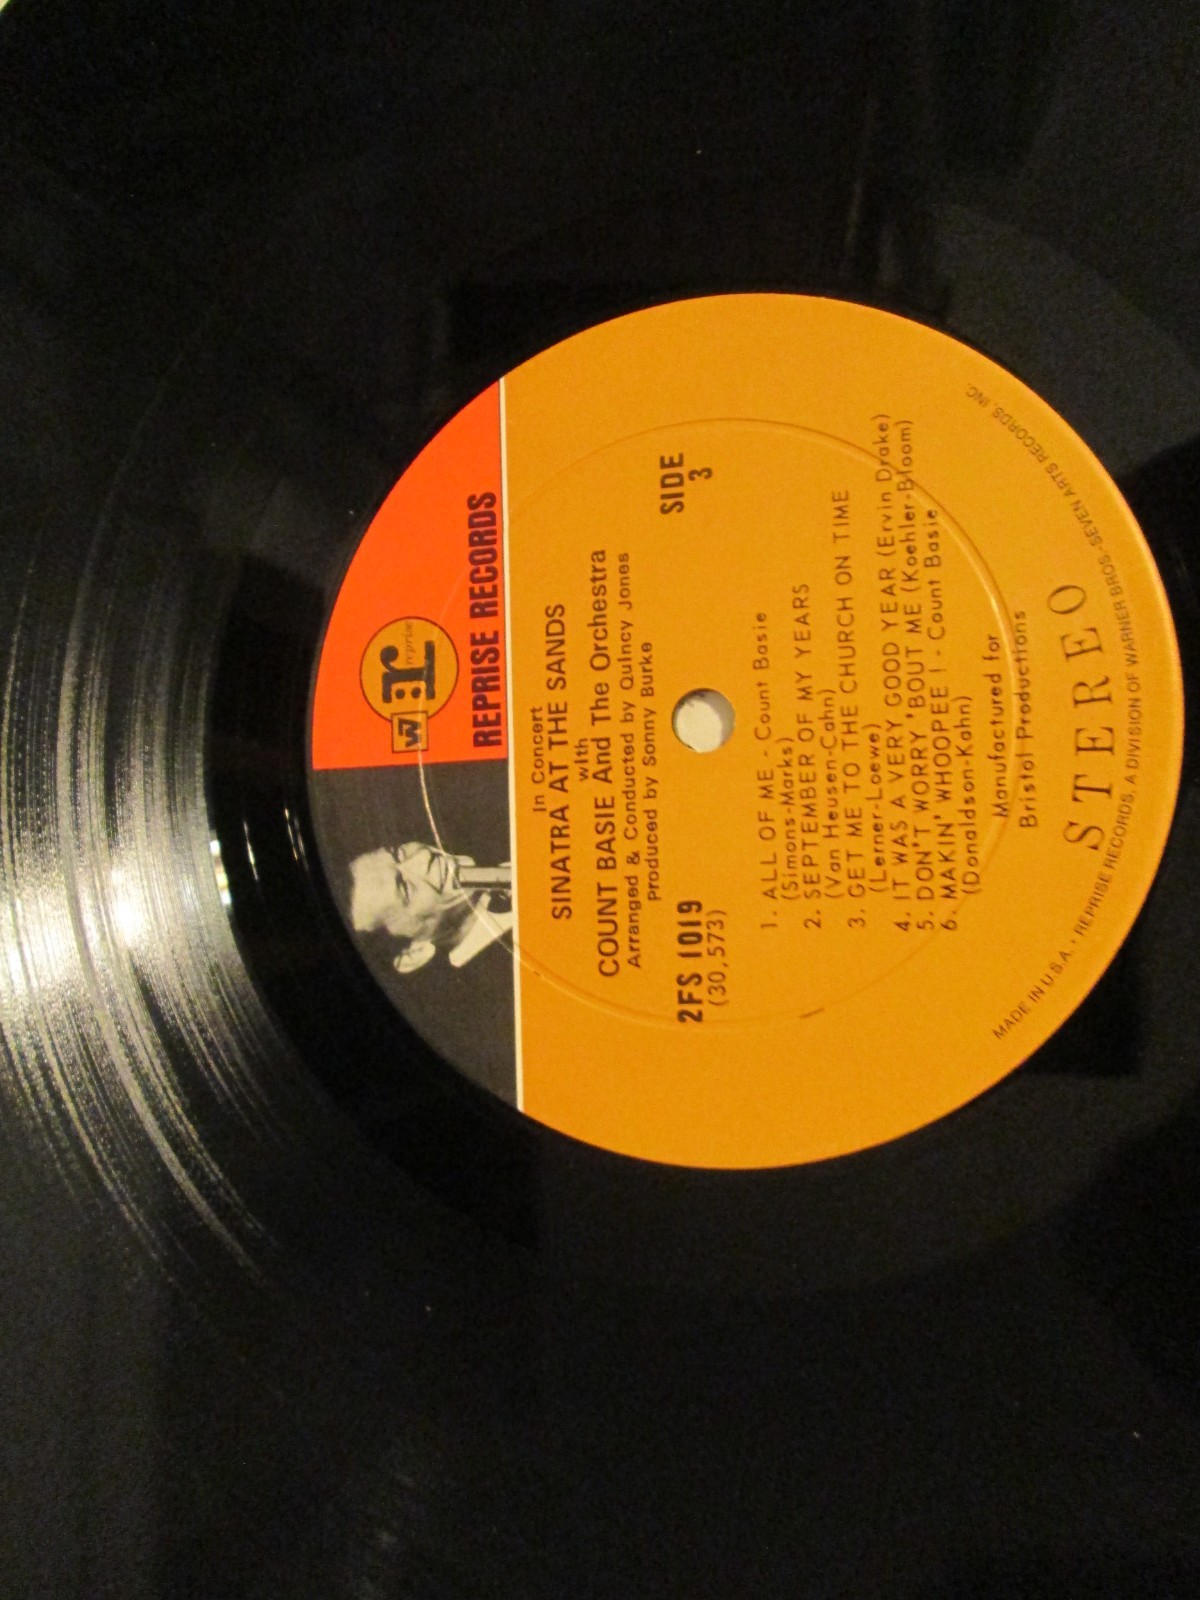 W
r
reprise
REPRISE RECORDS
In Concert
SINATRA AT THE SANDS
with
COUNT BASIE And The Orchestra
Arranged & Conducted by Quincy Jones
Produced by Sonny Burke
2FS 1019
(30,573)
SIDE
3
1. ALL OF ME - Count Basie
(Simons-Marks)
2. SEPTEMBER OF MY YEARS
(Van Heusen-Cahn)
3. GET ME TO THE CHURCH ON TIME
(Lerner-Loewe)
4. IT WAS A VERY GOOD YEAR (Ervin Drake)
5. DON'T WORRY 'BOUT ME (Koehler-Bloom)
6. MAKIN' WHOOPEE ! - Count Basie
(Donaldson-Kahn)
Manufactured for
Bristol Productions
STEREO
MADE IN U.S.A. • REPRISE RECORDS, A DIVISION OF WARNER BROS.-SEVEN ARTS RECORDS, INC.